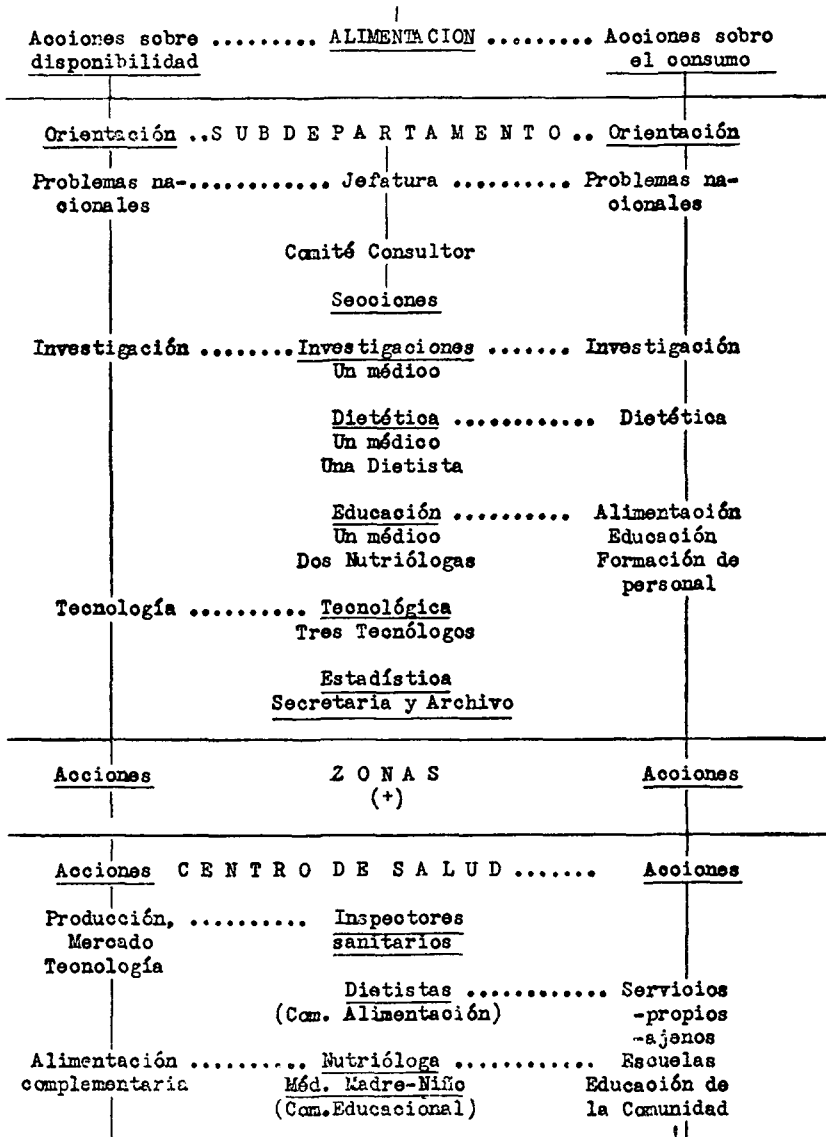 Acciones sobre ......... ALIMENTACION ......... Acciones sobro
disponibilidad el consumo
Orientación ..S U B D E P A R T A M E N T O .. Orientación
Problemas na-............ Jefatura .......... Problemas na-
cionales cionales
Comité Consultor
Secciones
Investigación ........ Investigaciones ....... Investigación
Un médico
Dietética ............ Dietética
Un médico
Una Dietista
Educación .......... Alimentación
Un médico Educación
Dos Nutriólogas Formación de
personal
Tecnología .......... Tecnológica
Tres Tecnólogos
Estadística
Secretaria y Archivo
Acciones Z O N A S Acciones
(+)
Acciones C E N T R O D E S A L U D ....... Acciones
Producción, .......... Inspectores
Mercado sanitarios
Tecnología
Dietistas ............ Servicios
(Com. Alimentación) -propios
-ajenos
Alimentación .......... Nutrióloga ............ Escuelas
complementaria Méd. Madre-Niño Educación de
(Com.Educacional) la Comunidad